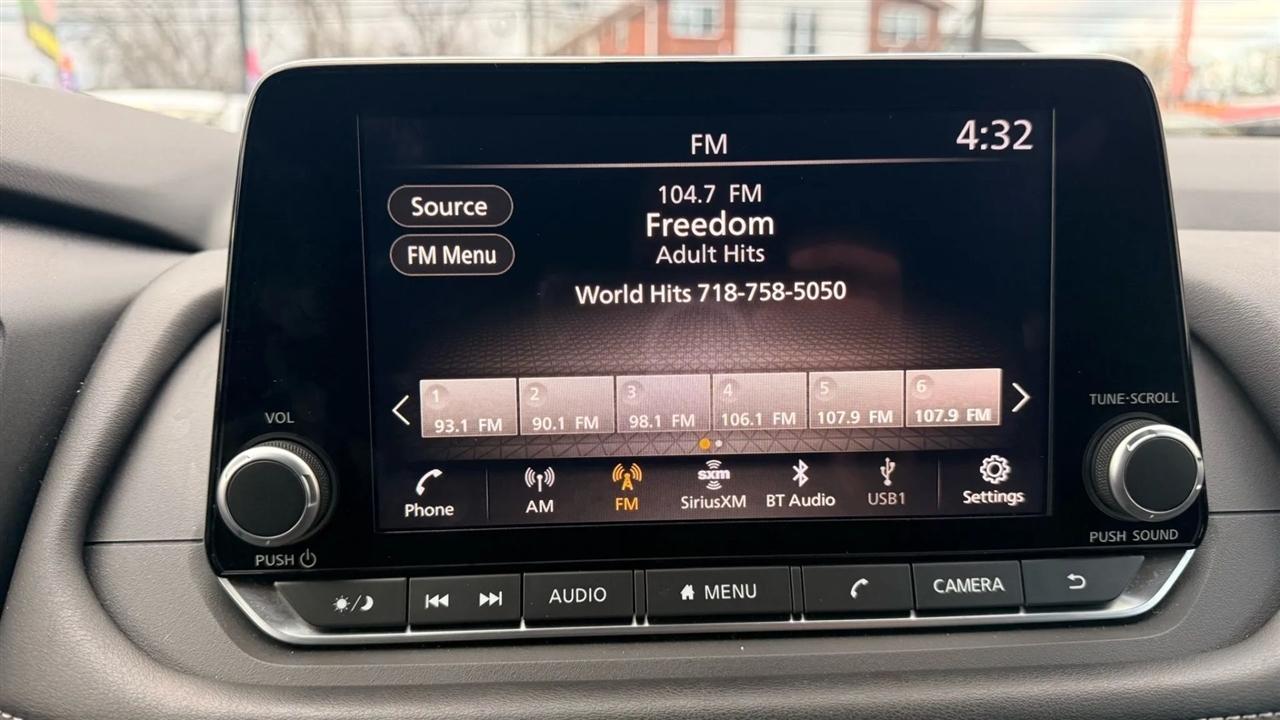 FM
4:32
Source
FM Menu
104.7 FM
Freedom
Adult Hits
World Hits 718-758-5050
1 2 3 4 5 6
93.1 FM 90.1 FM 98.1 FM 106.1 FM 107.9 FM 107.9 FM
Phone
AM
FM
sxm
SiriusXM
BT Audio
USB1
Settings
VOL
PUSH
TUNE·SCROLL
PUSH SOUND
AUDIO
MENU
CAMERA